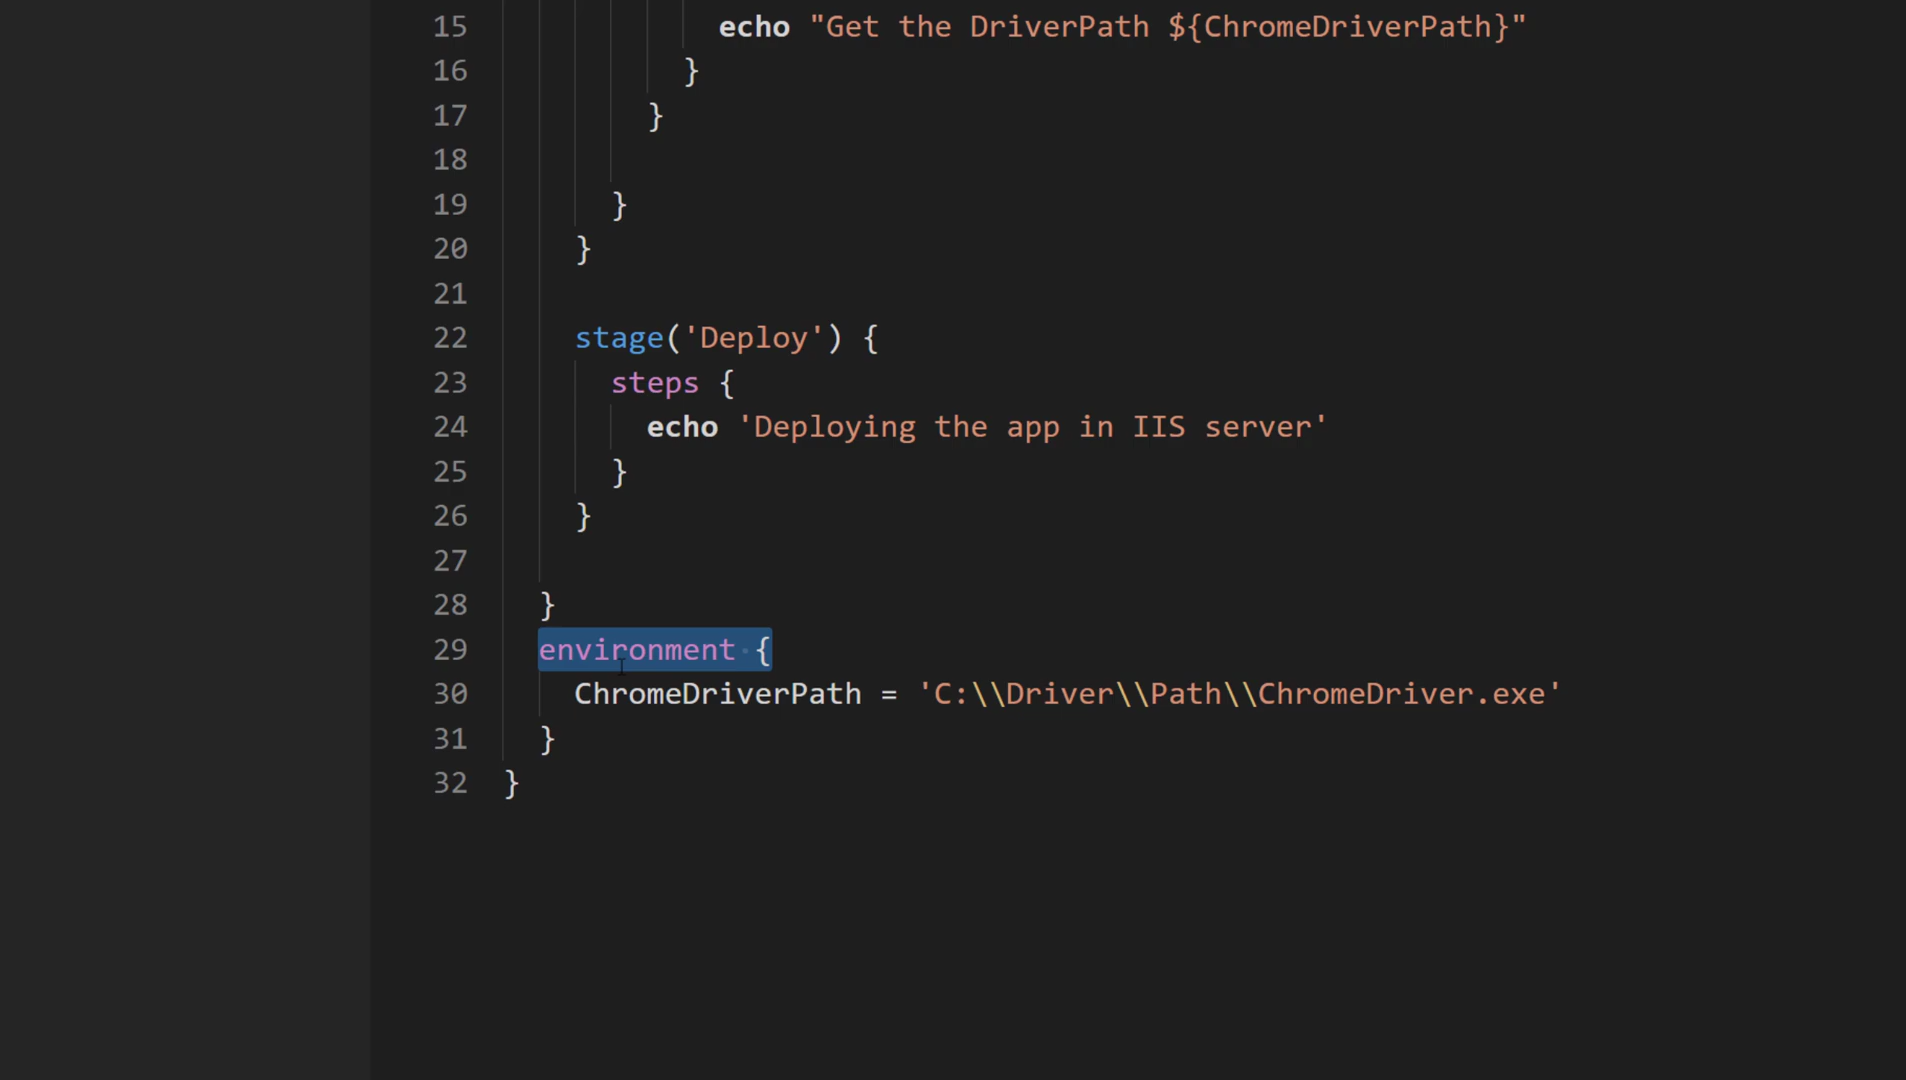 15 echo "Get the DriverPath ${ChromeDriverPath}"
16 }
17 }
18
19 }
20 }
21
22 stage('Deploy') {
23 steps {
24 echo 'Deploying the app in IIS server'
25 }
26 }
27
28 }
29 environment {
30 ChromeDriverPath = 'C:\\Driver\\Path\\ChromeDriver.exe'
31 }
32 }